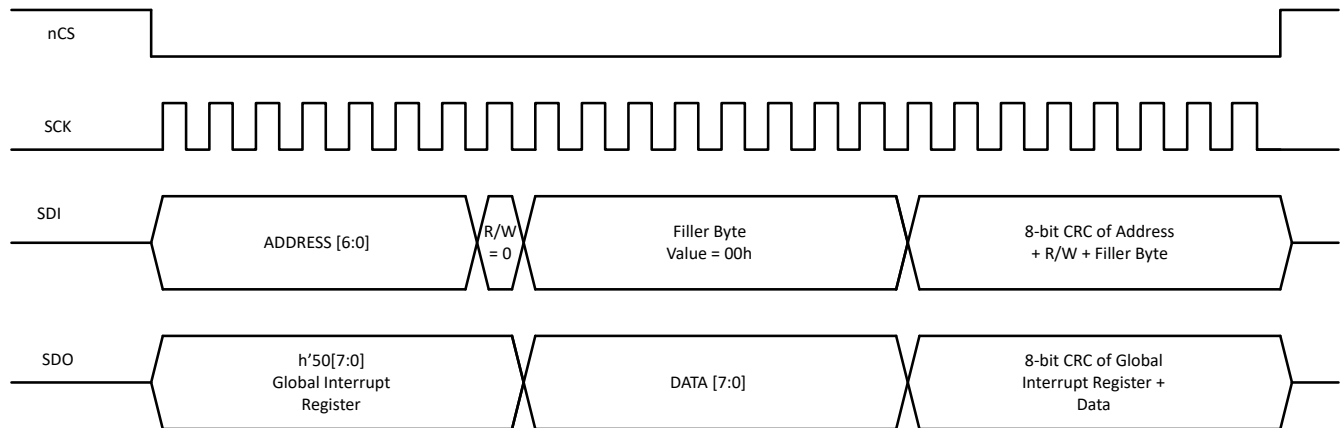 nCS
SCK
SDI
ADDRESS [6:0]
R/W
= 0
Filler Byte
Value = 00h
8-bit CRC of Address
+ R/W + Filler Byte
SDO
h’50[7:0]
Global Interrupt
Register
DATA [7:0]
8-bit CRC of Global
Interrupt Register +
Data